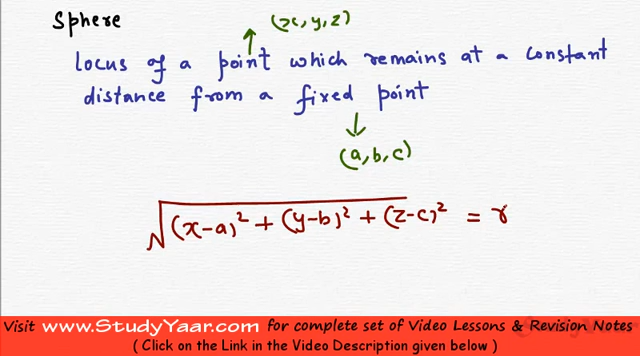 Sphere
(x, y, z)
locus of a point which remains at a constant
distance from a fixed point
(a, b, c)
√(x-a)² + (y-b)² + (z-c)² = r
Visit www.StudyYaar.com for complete set of Video Lessons & Revision Notes
( Click on the Link in the Video Description given below )